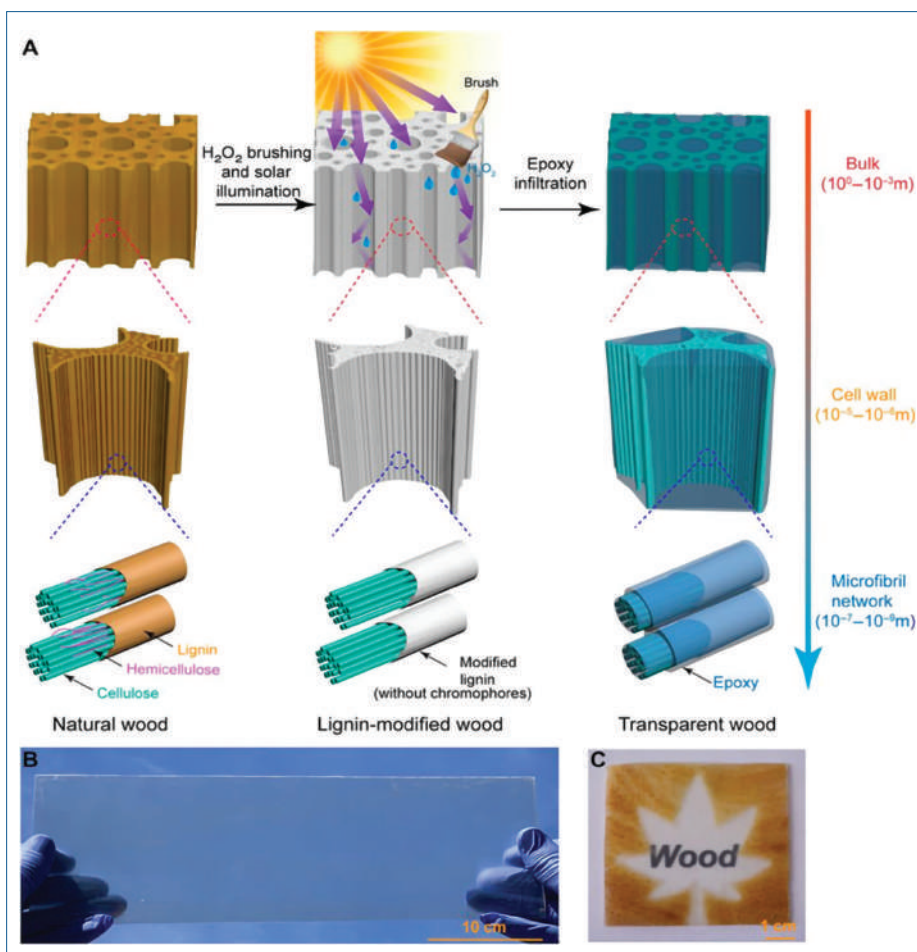 A
Brush
H₂O₂ brushing
and solar
illumination
H₂O₂
Epoxy
infiltration
Bulk
(10⁰–10⁻³m)
Cell wall
(10⁻⁵–10⁻⁶m)
Microfibril
network
(10⁻⁷–10⁻⁹m)
Lignin
Hemicellulose
Cellulose
Modified
lignin
(without chromophores)
Epoxy
Natural wood
Lignin-modified wood
Transparent wood
B
10 cm
C
Wood
1 cm